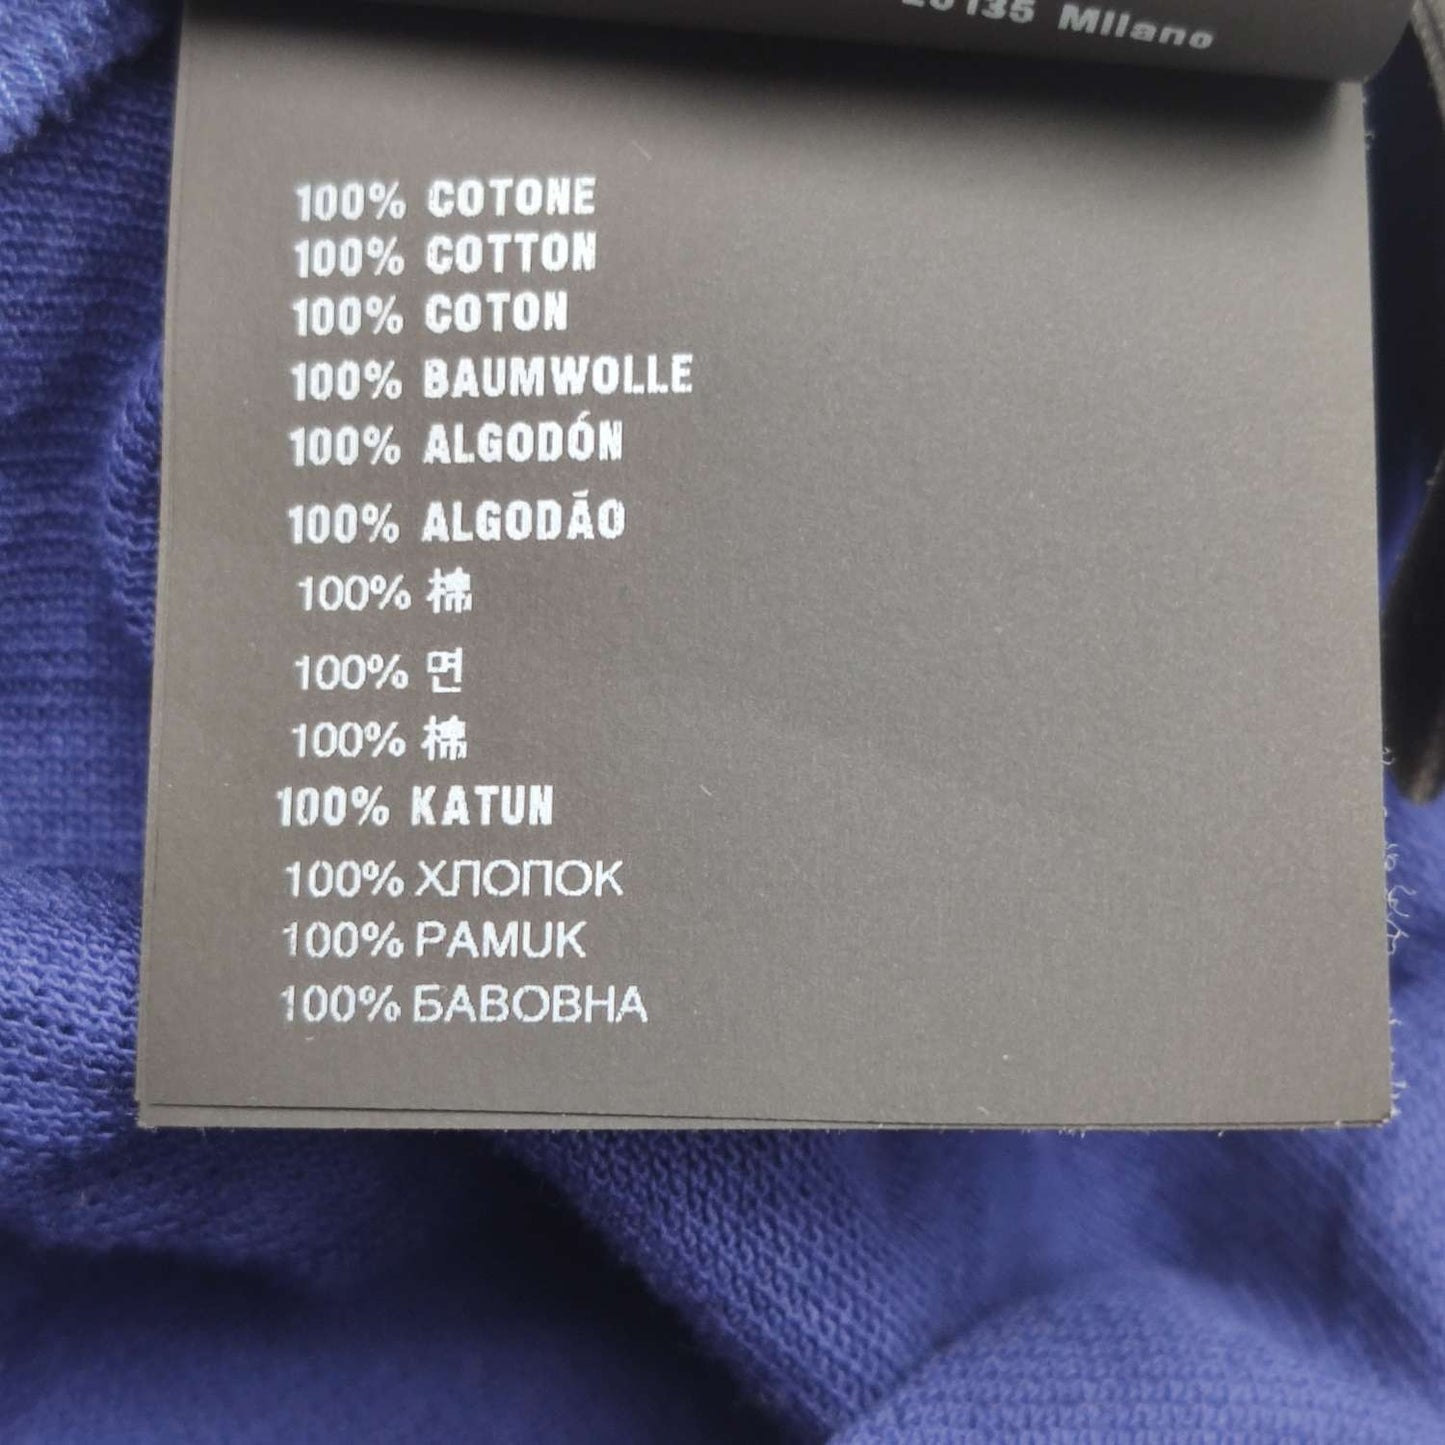 20135 Milano
100% COTONE
100% COTTON
100% COTON
100% BAUMWOLLE
100% ALGODÓN
100% ALGODÃO
100% 棉
100% 면
100% 棉
100% KATUN
100% ХЛОПОК
100% PAMUK
100% БАВОВНА